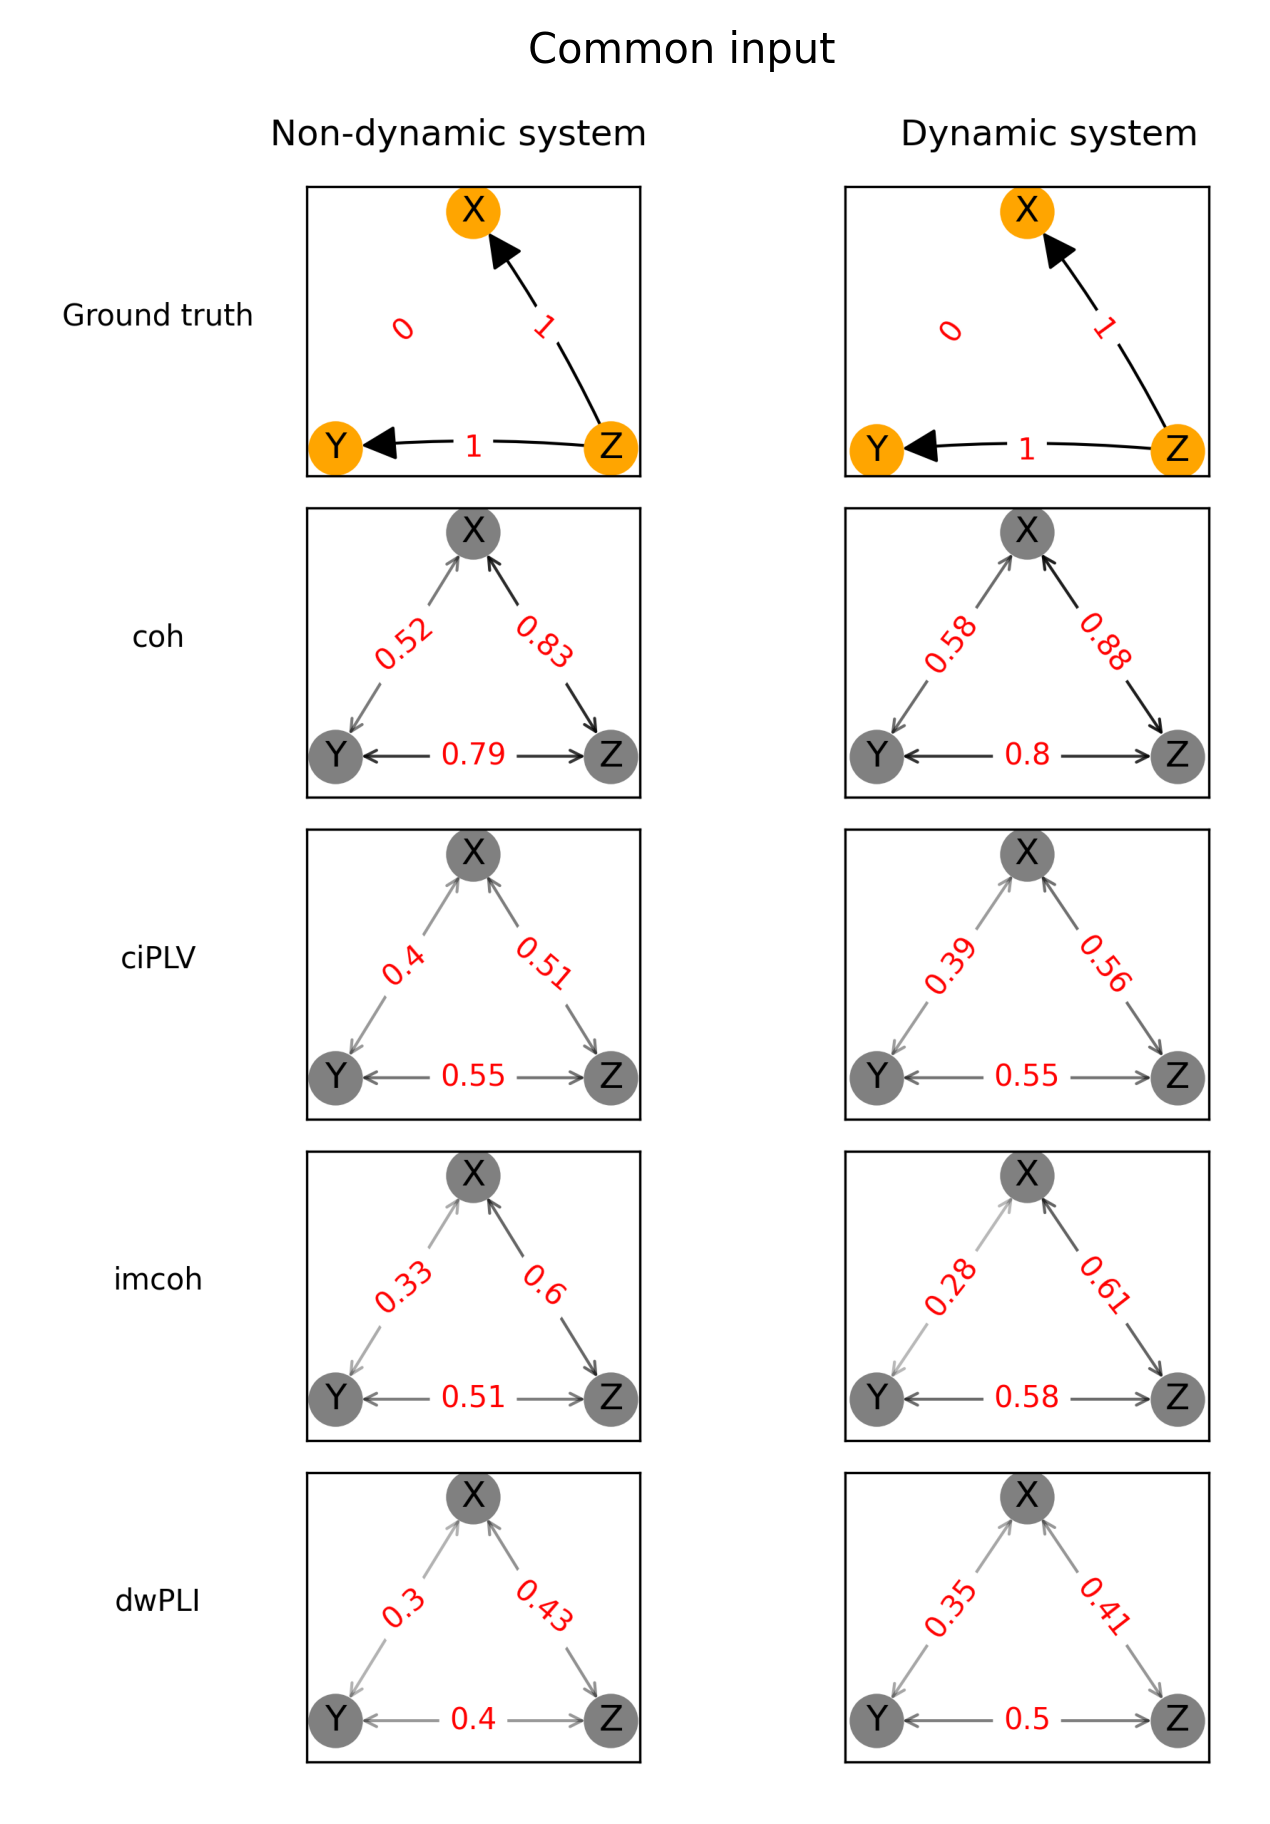 Common input
Non-dynamic system
Dynamic system
Ground truth
X
0
1
Y
1
Z
X
0
1
Y
1
Z
coh
X
0.52
0.83
Y
0.79
Z
X
0.58
0.88
Y
0.8
Z
ciPLV
X
0.4
0.51
Y
0.55
Z
X
0.39
0.56
Y
0.55
Z
imcoh
X
0.33
0.6
Y
0.51
Z
X
0.28
0.61
Y
0.58
Z
dwPLI
X
0.3
0.43
Y
0.4
Z
X
0.35
0.41
Y
0.5
Z